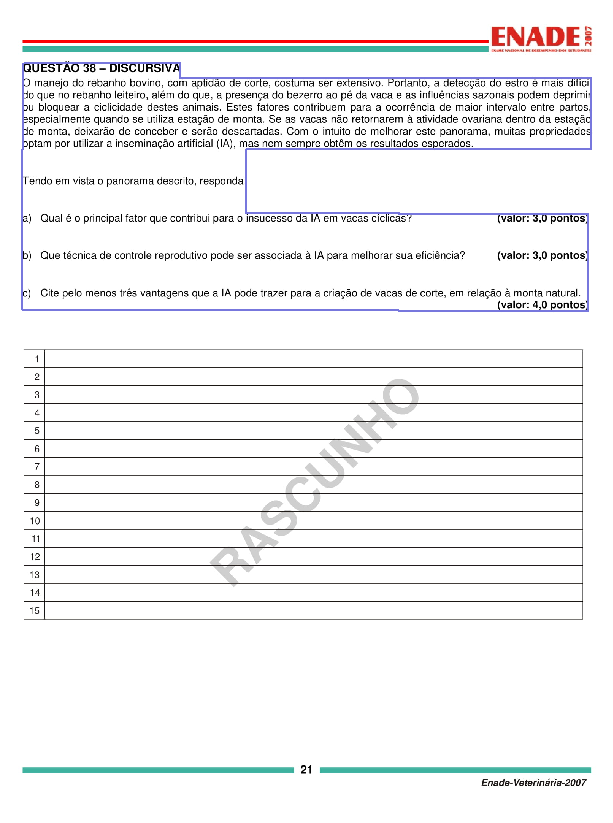 ENADE 2007
EXAME NACIONAL DE DESEMPENHO DOS ESTUDANTES
QUESTÃO 38 – DISCURSIVA
O manejo do rebanho bovino, com aptidão de corte, costuma ser extensivo. Portanto, a detecção do estro é mais difícil
do que no rebanho leiteiro, além do que, a presença do bezerro ao pé da vaca e as influências sazonais podem deprimir
ou bloquear a ciclicidade destes animais. Estes fatores contribuem para a ocorrência de maior intervalo entre partos,
especialmente quando se utiliza estação de monta. Se as vacas não retornarem à atividade ovariana dentro da estação
de monta, deixarão de conceber e serão descartadas. Com o intuito de melhorar este panorama, muitas propriedades
optam por utilizar a inseminação artificial (IA), mas nem sempre obtêm os resultados esperados.
Tendo em vista o panorama descrito, responda:
a) Qual é o principal fator que contribui para o insucesso da IA em vacas cíclicas? (valor: 3,0 pontos)
b) Que técnica de controle reprodutivo pode ser associada à IA para melhorar sua eficiência? (valor: 3,0 pontos)
c) Cite pelo menos três vantagens que a IA pode trazer para a criação de vacas de corte, em relação à monta natural.
(valor: 4,0 pontos)
1
2
3
4
5
6
7
8
9
10
11
12
13
14
15
RASCUNHO
21
Enade-Veterinária-2007